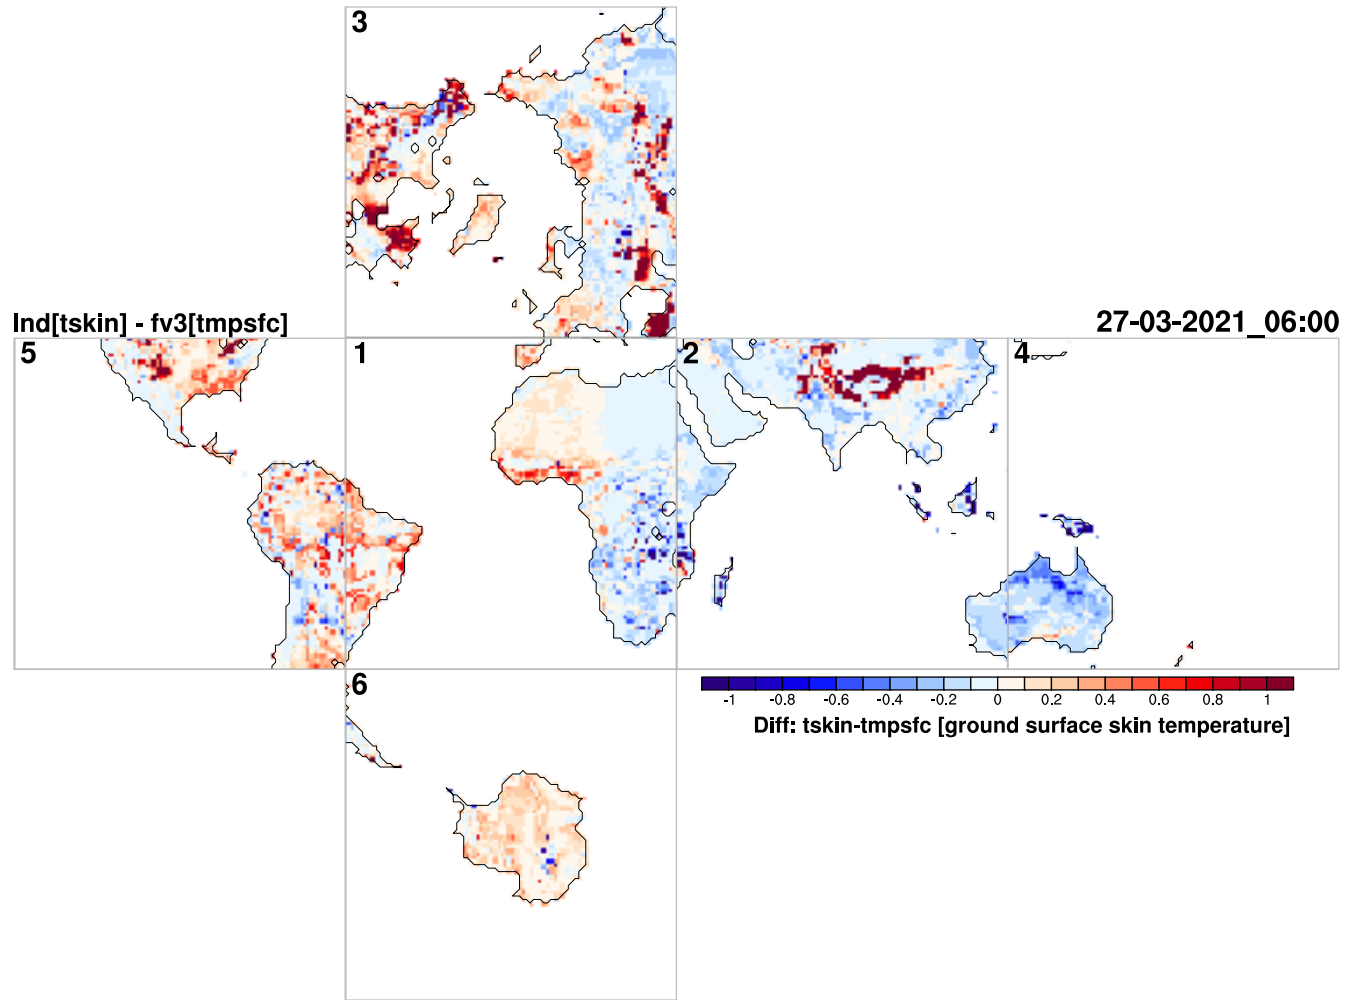 3
Ind[tskin] - fv3[tmpsfc]
27-03-2021_06:00
5
1
2
4
6
-1 -0.8 -0.6 -0.4 -0.2 0 0.2 0.4 0.6 0.8 1
Diff: tskin-tmpsfc [ground surface skin temperature]